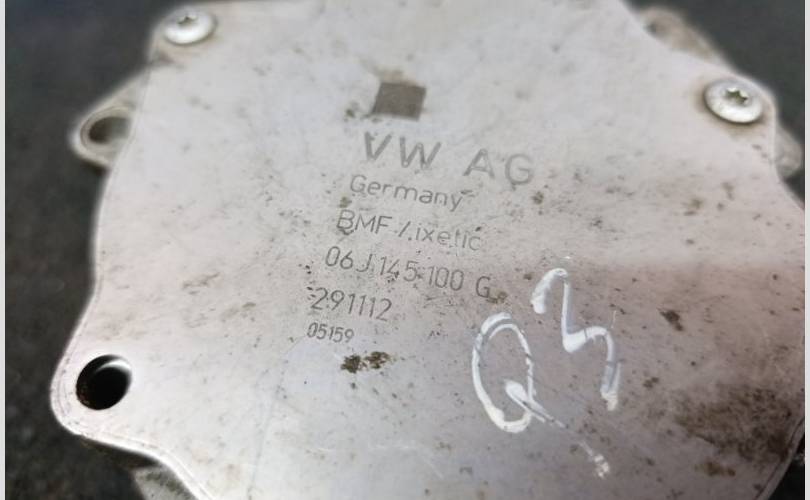 VW AG
Germany
BMF / ixetic
06J 145 100 G
291112
05159
Q3